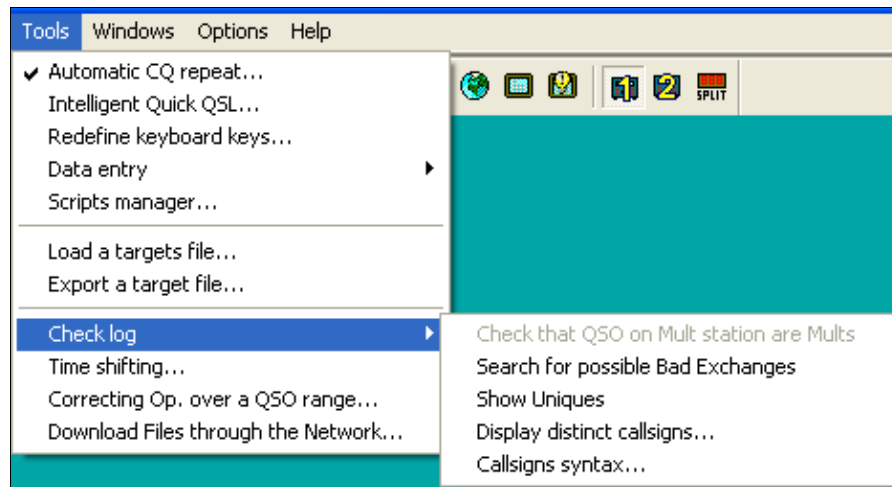 Tools Windows Options Help
Automatic CQ repeat...
Intelligent Quick QSL...
Redefine keyboard keys...
Data entry
Scripts manager...
Load a targets file...
Export a target file...
Check log
Time shifting...
Correcting Op. over a QSO range...
Download Files through the Network...
1 2 SPLIT
Check that QSO on Mult station are Mults
Search for possible Bad Exchanges
Show Uniques
Display distinct callsigns...
Callsigns syntax...